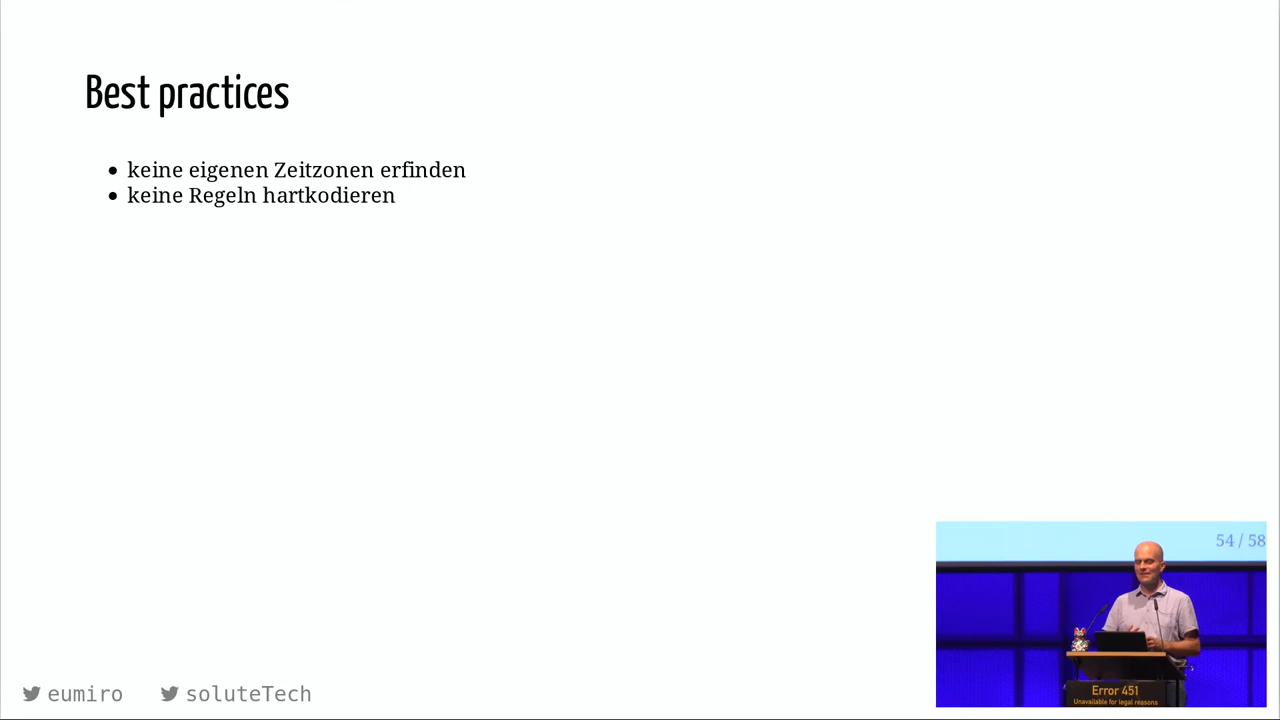 Best practices
keine eigenen Zeitzonen erfinden
keine Regeln hartkodieren
54 / 58
Error 451
Unavailable for legal reasons
eumiro soluteTech